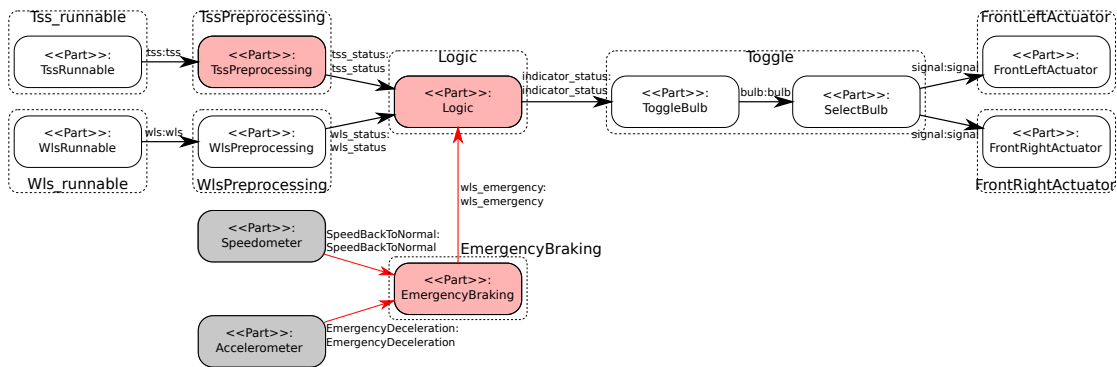 Tss_runnable
<<Part>>:
TssRunnable
tss:tss
TssPreprocessing
<<Part>>:
TssPreprocessing
tss_status:
tss_status
Logic
<<Part>>:
Logic
indicator_status:
indicator_status
Toggle
<<Part>>:
ToggleBulb
bulb:bulb
<<Part>>:
SelectBulb
signal:signal
FrontLeftActuator
<<Part>>:
FrontLeftActuator
<<Part>>:
WlsRunnable
Wls_runnable
wls:wls
<<Part>>:
WlsPreprocessing
WlsPreprocessing
wls_status:
wls_status
signal:signal
<<Part>>:
FrontRightActuator
FrontRightActuator
wls_emergency:
wls_emergency
<<Part>>:
Speedometer
SpeedBackToNormal:
SpeedBackToNormal
EmergencyBraking
<<Part>>:
EmergencyBraking
<<Part>>:
Accelerometer
EmergencyDeceleration:
EmergencyDeceleration